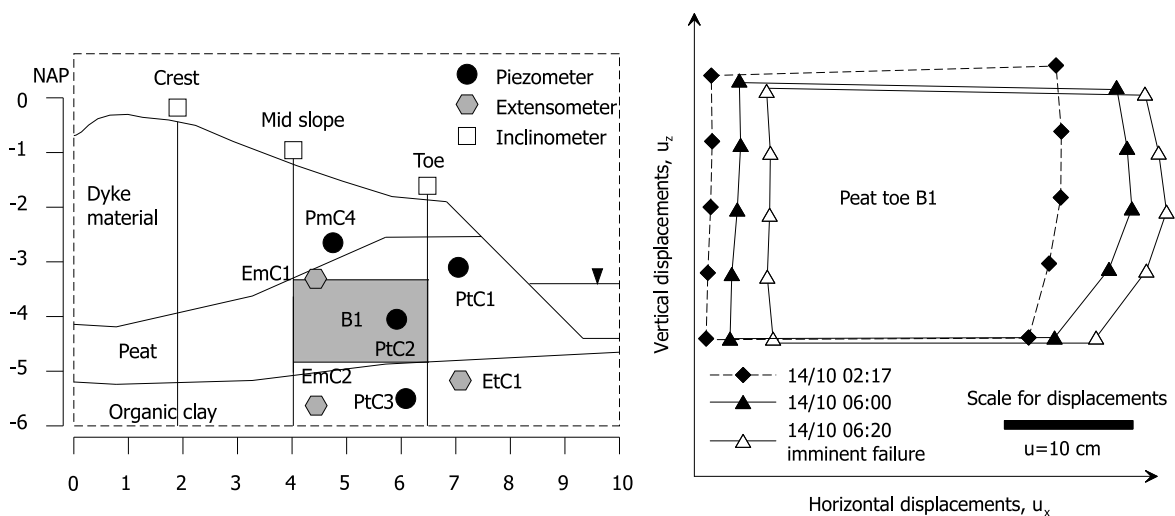 NAP
0
-1
-2
-3
-4
-5
-6
Crest
Mid slope
Toe
Piezometer
Extensometer
Inclinometer
Dyke
material
PmC4
EmC1
PtC1
B1
PtC2
Peat
EmC2
EtC1
PtC3
Organic clay
0 1 2 3 4 5 6 7 8 9 10
Vertical displacements, u_z
Peat toe B1
14/10 02:17
14/10 06:00
14/10 06:20
imminent failure
Scale for displacements
u=10 cm
Horizontal displacements, u_x